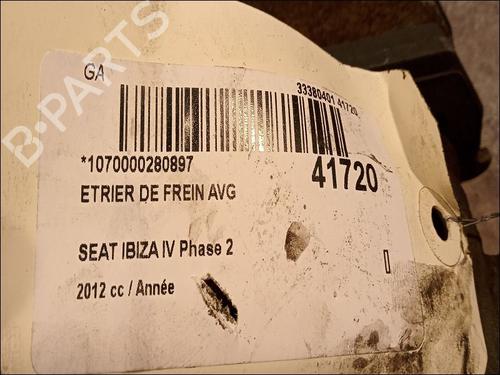 B-PARTS
GA
33380401 41720
*1070000280897
41720
ETRIER DE FREIN AVG
SEAT IBIZA IV Phase 2
2012 cc / Année